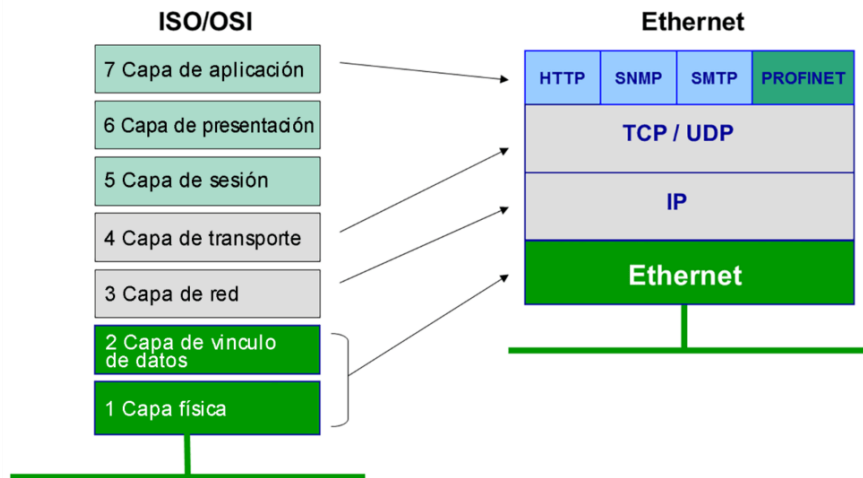 ISO/OSI
7 Capa de aplicación
6 Capa de presentación
5 Capa de sesión
4 Capa de transporte
3 Capa de red
2 Capa de vinculo
de datos
1 Capa física
Ethernet
HTTP
SNMP
SMTP
PROFINET
TCP / UDP
IP
Ethernet